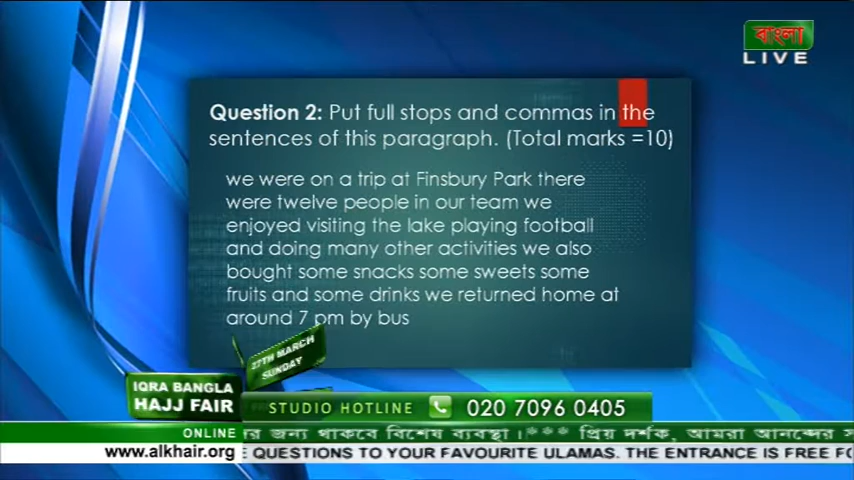 বাংলা
LIVE
Question 2: Put full stops and commas in the
sentences of this paragraph. (Total marks =10)
we were on a trip at Finsbury Park there
were twelve people in our team we
enjoyed visiting the lake playing football
and doing many other activities we also
bought some snacks some sweets some
fruits and some drinks we returned home at
around 7 pm by bus
27TH MARCH
SUNDAY
IQRA BANGLA
HAJJ FAIR
STUDIO HOTLINE 020 7096 0405
ONLINE জন্য থাকবে বিশেষ ব্যবস্থা। *** প্রিয় দর্শক, আমরা আনন্দের
www.alkhair.org QUESTIONS TO YOUR FAVOURITE ULAMAS. THE ENTRANCE IS FREE